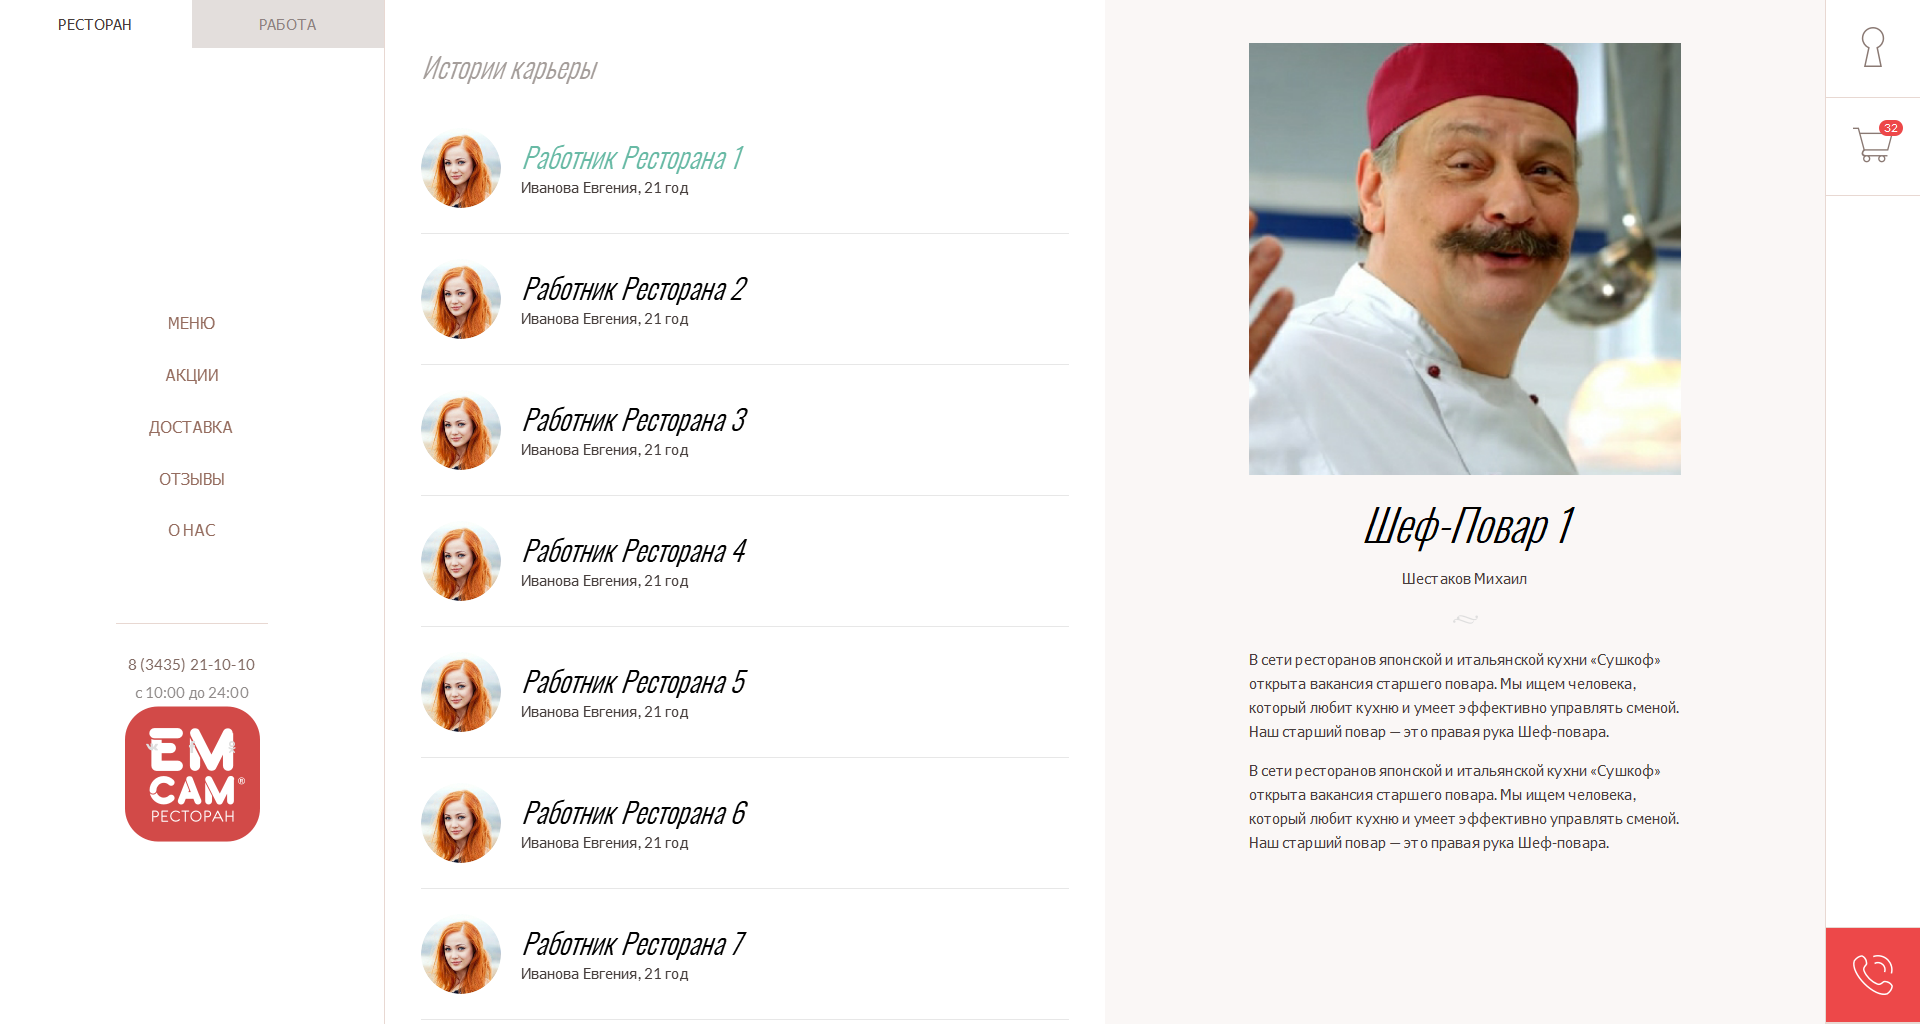 РЕСТОРАН
РАБОТА
МЕНЮ
АКЦИИ
ДОСТАВКА
ОТЗЫВЫ
О НАС
8 (3435) 21-10-10
с 10:00 до 24:00
ЕМ
САМ®
РЕСТОРАН
Истории карьеры
Работник Ресторана 1
Иванова Евгения, 21 год
Работник Ресторана 2
Иванова Евгения, 21 год
Работник Ресторана 3
Иванова Евгения, 21 год
Работник Ресторана 4
Иванова Евгения, 21 год
Работник Ресторана 5
Иванова Евгения, 21 год
Работник Ресторана 6
Иванова Евгения, 21 год
Работник Ресторана 7
Иванова Евгения, 21 год
Шеф-Повар 1
Шестаков Михаил
В сети ресторанов японской и итальянской кухни «Сушкоф»
открыта вакансия старшего повара. Мы ищем человека,
который любит кухню и умеет эффективно управлять сменой.
Наш старший повар — это правая рука Шеф-повара.
В сети ресторанов японской и итальянской кухни «Сушкоф»
открыта вакансия старшего повара. Мы ищем человека,
который любит кухню и умеет эффективно управлять сменой.
Наш старший повар — это правая рука Шеф-повара.
32